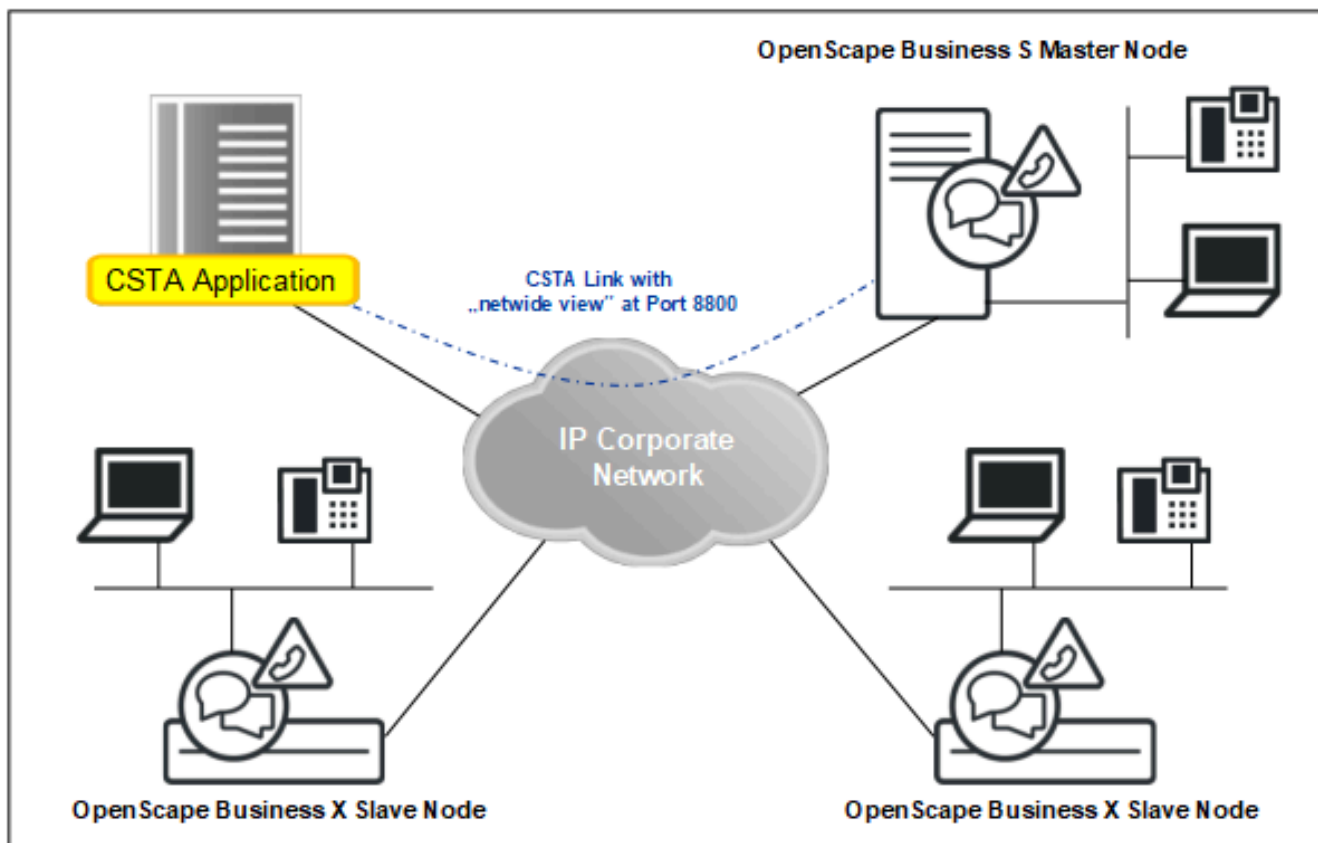 OpenScape Business S Master Node
CSTA Application
CSTA Link with
„netwide view” at Port 8800
IP Corporate
Network
OpenScape Business X Slave Node
OpenScape Business X Slave Node